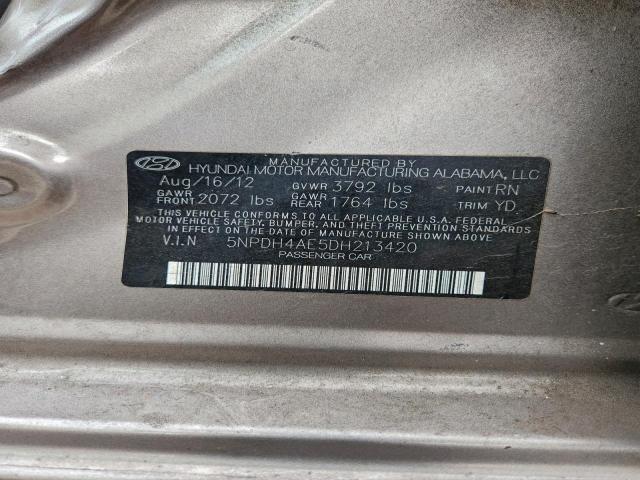 MANUFACTURED BY
HYUNDAI MOTOR MANUFACTURING ALABAMA, LLC
Aug/16/12 GVWR 3792 lbs PAINT RN
GAWR FRONT 2072 lbs GAWR REAR 1764 lbs TRIM YD
THIS VEHICLE CONFORMS TO ALL APPLICABLE U.S.A. FEDERAL
MOTOR VEHICLE SAFETY, BUMPER, AND THEFT PREVENTION STANDARDS
IN EFFECT ON THE DATE OF MANUFACTURE SHOWN ABOVE
V.I.N 5NPDH4AE5DH213420
PASSENGER CAR